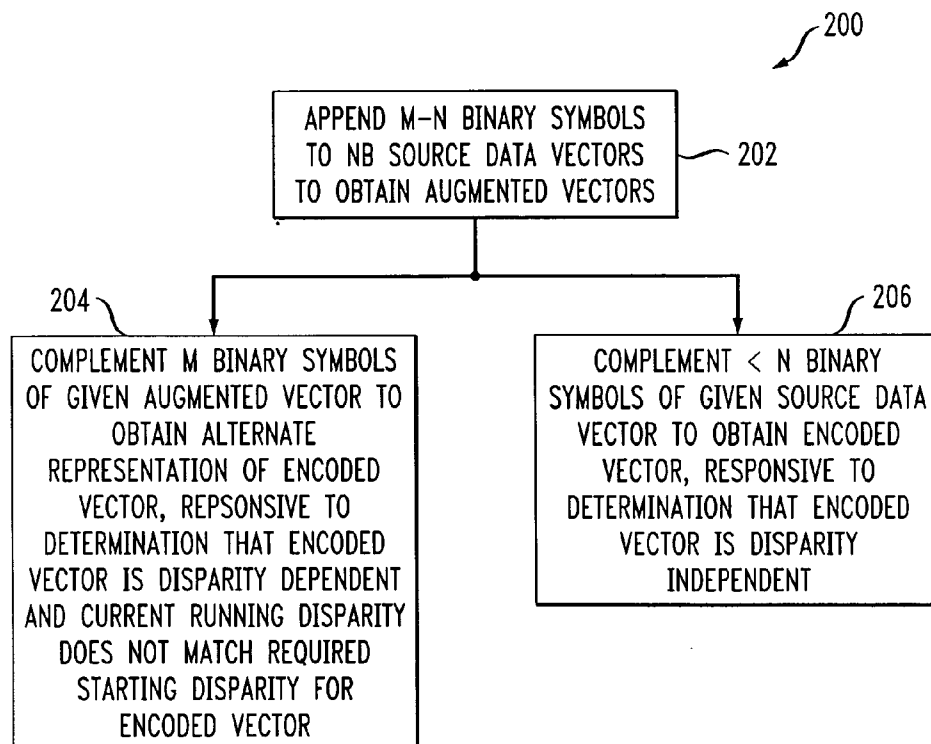 200
APPEND M-N BINARY SYMBOLS
TO NB SOURCE DATA VECTORS
TO OBTAIN AUGMENTED VECTORS
202
204
COMPLEMENT M BINARY SYMBOLS
OF GIVEN AUGMENTED VECTOR TO
OBTAIN ALTERNATE
REPRESENTATION OF ENCODED
VECTOR, REPSONSIVE TO
DETERMINATION THAT ENCODED
VECTOR IS DISPARITY DEPENDENT
AND CURRENT RUNNING DISPARITY
DOES NOT MATCH REQUIRED
STARTING DISPARITY FOR
ENCODED VECTOR
206
COMPLEMENT < N BINARY
SYMBOLS OF GIVEN SOURCE DATA
VECTOR TO OBTAIN ENCODED
VECTOR, RESPONSIVE TO
DETERMINATION THAT ENCODED
VECTOR IS DISPARITY
INDEPENDENT